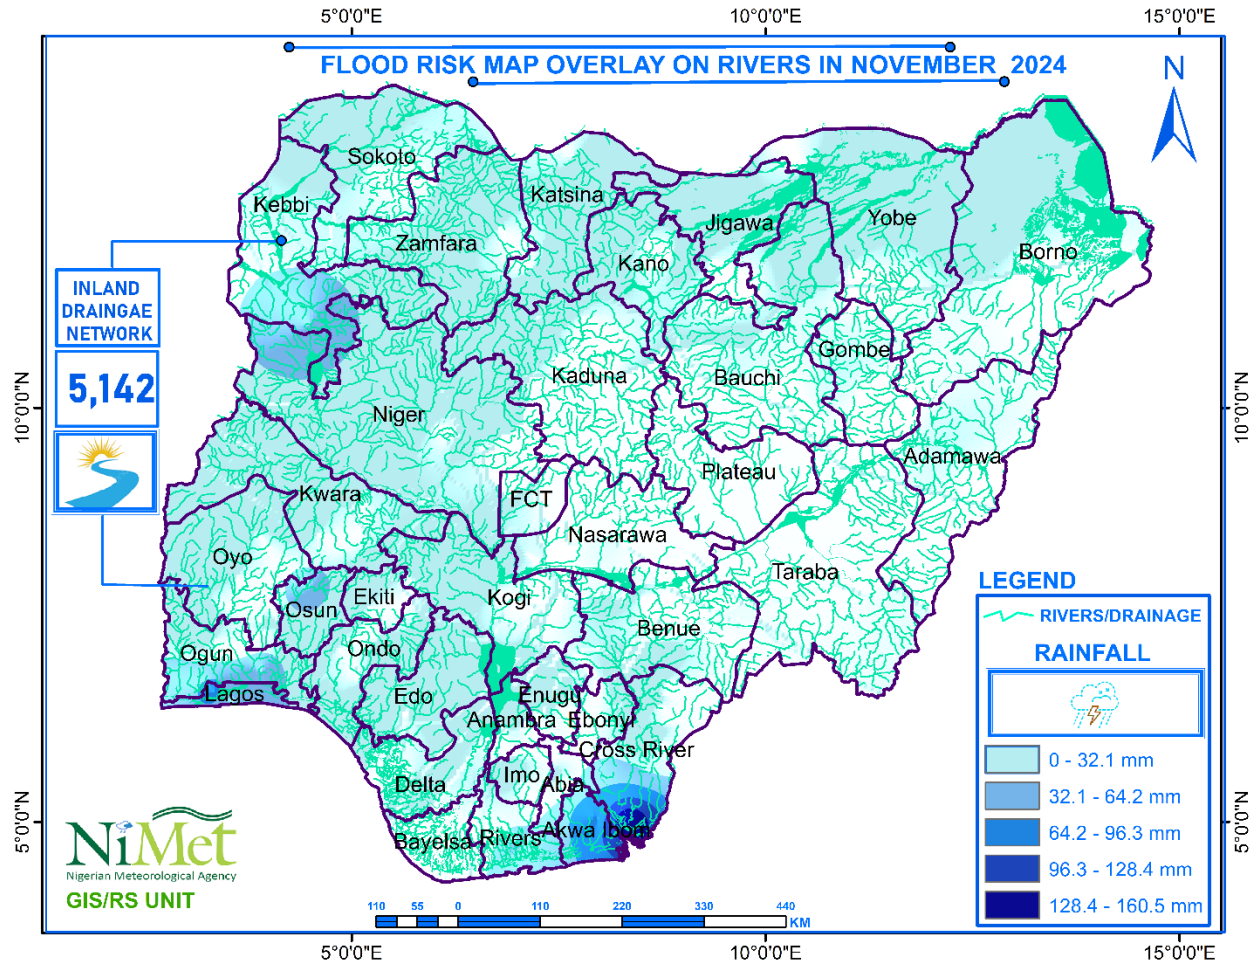 5°0'0"E
10°0'0"E
15°0'0"E
FLOOD RISK MAP OVERLAY ON RIVERS IN NOVEMBER 2024
N
Sokoto
Kebbi
Katsina
Zamfara
Jigawa
Yobe
Kano
Borno
INLAND
DRAINGAE
NETWORK
5,142
Gombe
Kaduna
Bauchi
Niger
10°0'0"N
10°0'0"N
Adamawa
Plateau
Kwara
FCT
Nasarawa
Oyo
Taraba
Osun
Ekiti
Kogi
Benue
Ogun
Ondo
Lagos
Edo
Enugu
Anambra
Ebonyi
Cross River
Delta
Imo
Abia
Bayelsa
Rivers
Akwa Ibom
5°0'0"N
5°0'0"N
LEGEND
RIVERS/DRAINAGE
RAINFALL
0 - 32.1 mm
32.1 - 64.2 mm
64.2 - 96.3 mm
96.3 - 128.4 mm
128.4 - 160.5 mm
NiMet
Nigerian Meteorological Agency
GIS/RS UNIT
110 55 0 110 220 330 440
KM
5°0'0"E
10°0'0"E
15°0'0"E